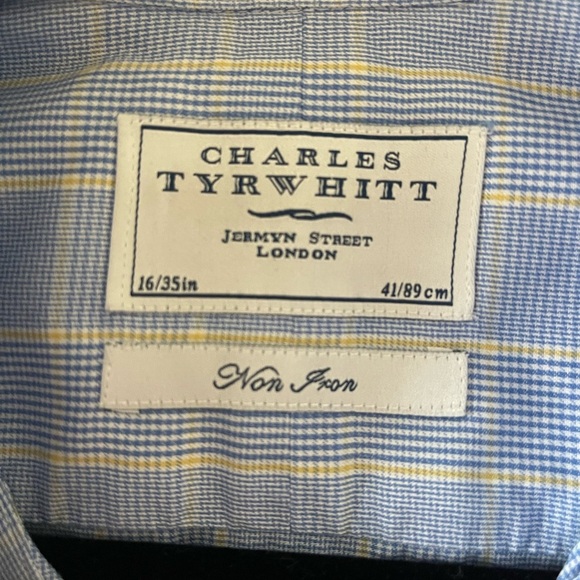 CHARLES
TYRWHITT
JERMYN STREET
LONDON
16/35in 41/89cm
Non Iron